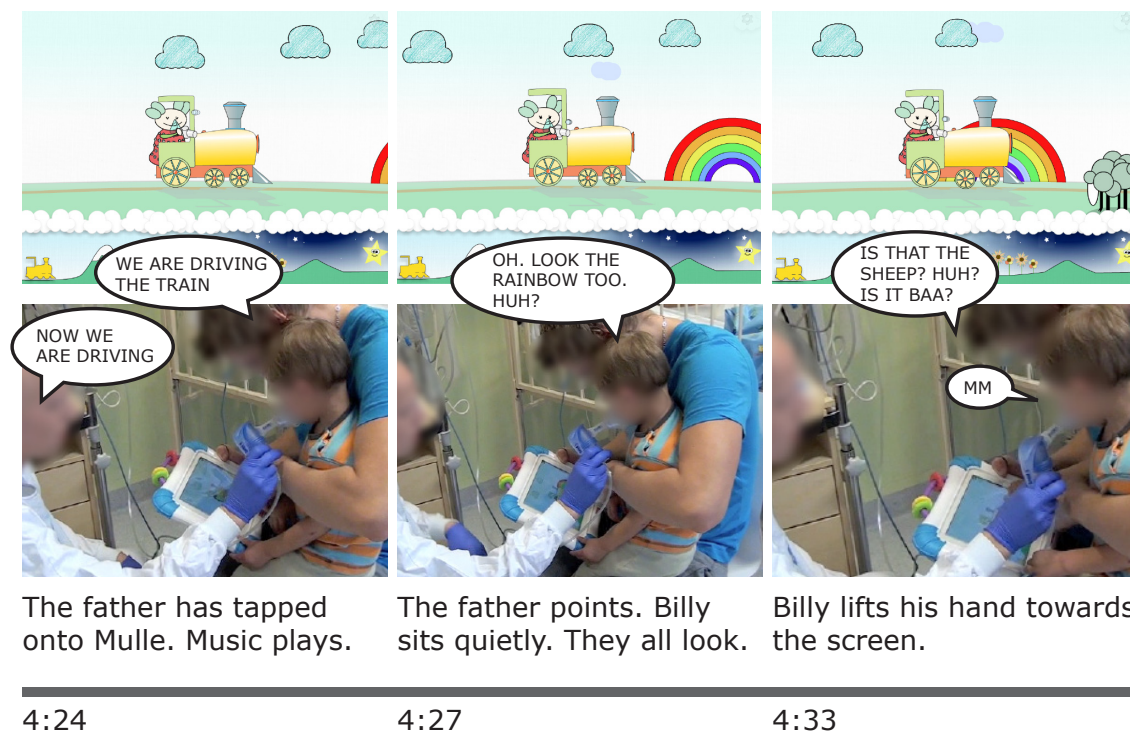 NOW WE
ARE DRIVING
WE ARE DRIVING
THE TRAIN
OH. LOOK THE
RAINBOW TOO.
HUH?
IS THAT THE
SHEEP? HUH?
IS IT BAA?
MM
The father has tapped
onto Mulle. Music plays.
The father points. Billy
sits quietly. They all look.
Billy lifts his hand towards
the screen.
4:24
4:27
4:33